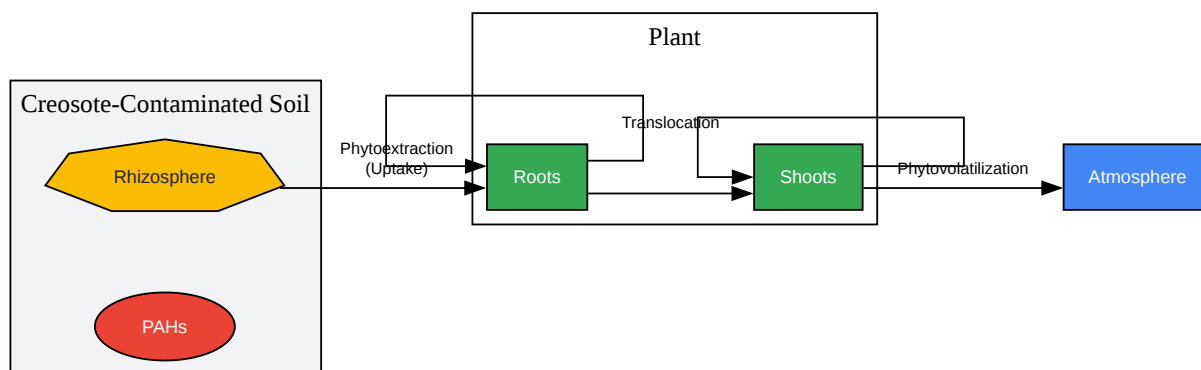 Plant
Creosote-Contaminated Soil
Translocation
Phytoextraction
(Uptake)
Rhizosphere
Roots
Shoots
Phytovolatilization
Atmosphere
PAHs